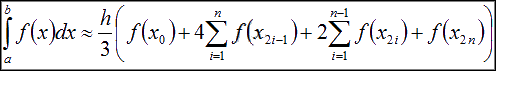 ∫_a^b f(x)dx ≈ h/3 ( f(x_0) + 4∑_{i=1}^{n} f(x_{2i-1}) + 2∑_{i=1}^{n-1} f(x_{2i}) + f(x_{2n}) )